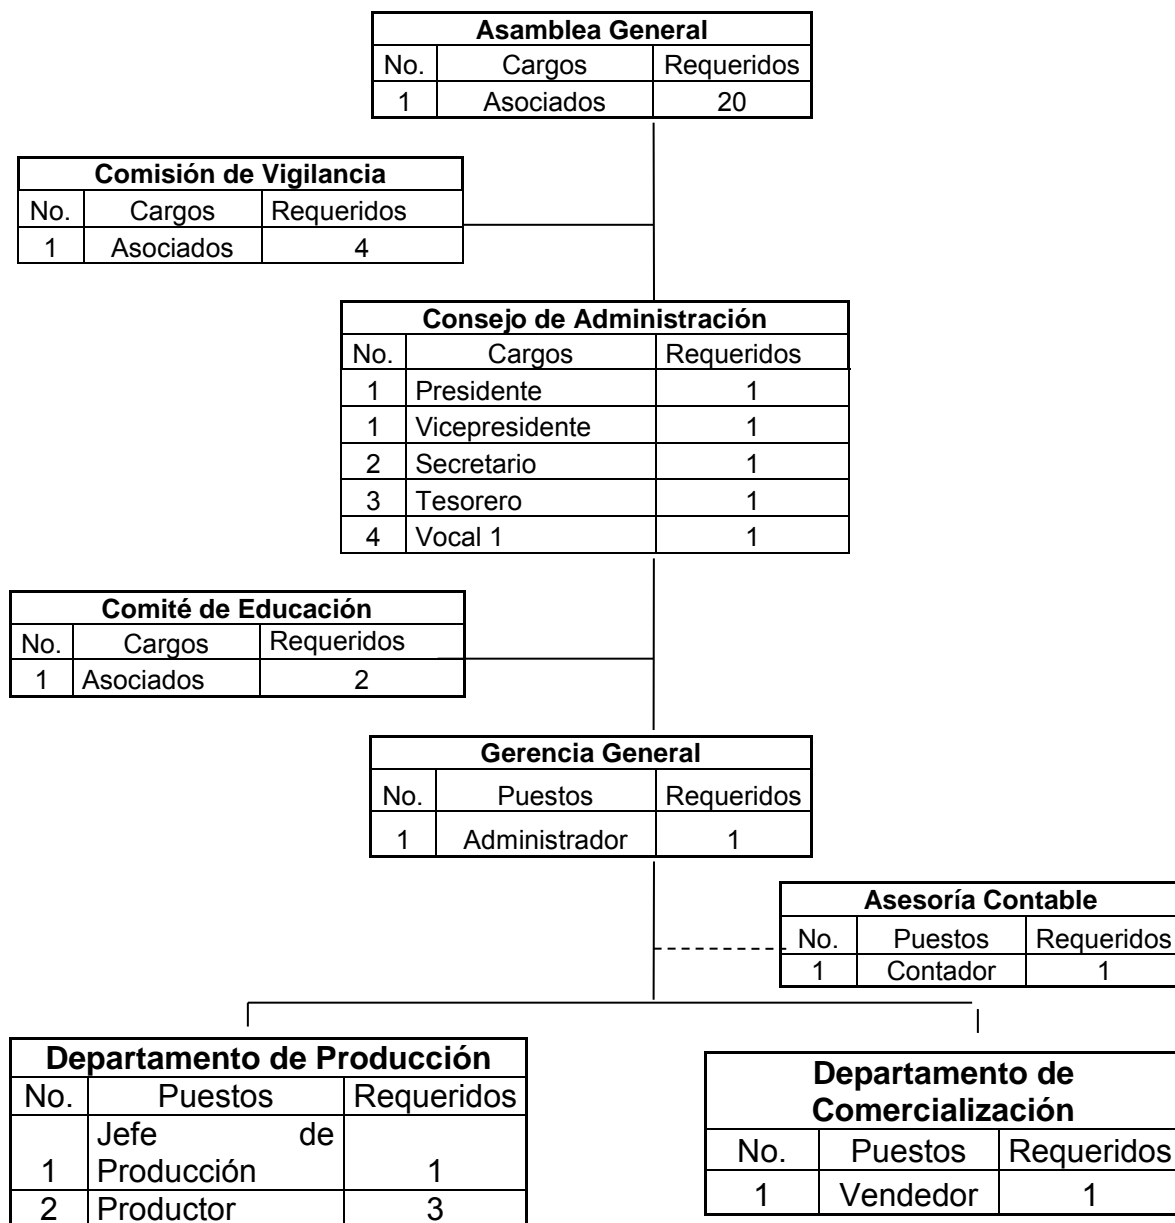 Asamblea General
No. Cargos Requeridos
1 Asociados 20
Comisión de Vigilancia
No. Cargos Requeridos
1 Asociados 4
Consejo de Administración
No. Cargos Requeridos
1 Presidente 1
1 Vicepresidente 1
2 Secretario 1
3 Tesorero 1
4 Vocal 1 1
Comité de Educación
No. Cargos Requeridos
1 Asociados 2
Gerencia General
No. Puestos Requeridos
1 Administrador 1
Asesoría Contable
No. Puestos Requeridos
1 Contador 1
Departamento de Producción
No. Puestos Requeridos
Jefe de
1 Producción 1
2 Productor 3
Departamento de
Comercialización
No. Puestos Requeridos
1 Vendedor 1